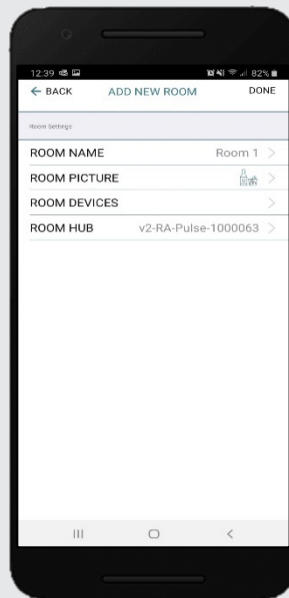 12:39 82%
← BACK ADD NEW ROOM DONE
Room Settings
ROOM NAME Room 1 >
ROOM PICTURE >
ROOM DEVICES >
ROOM HUB v2-RA-Pulse-1000063 >